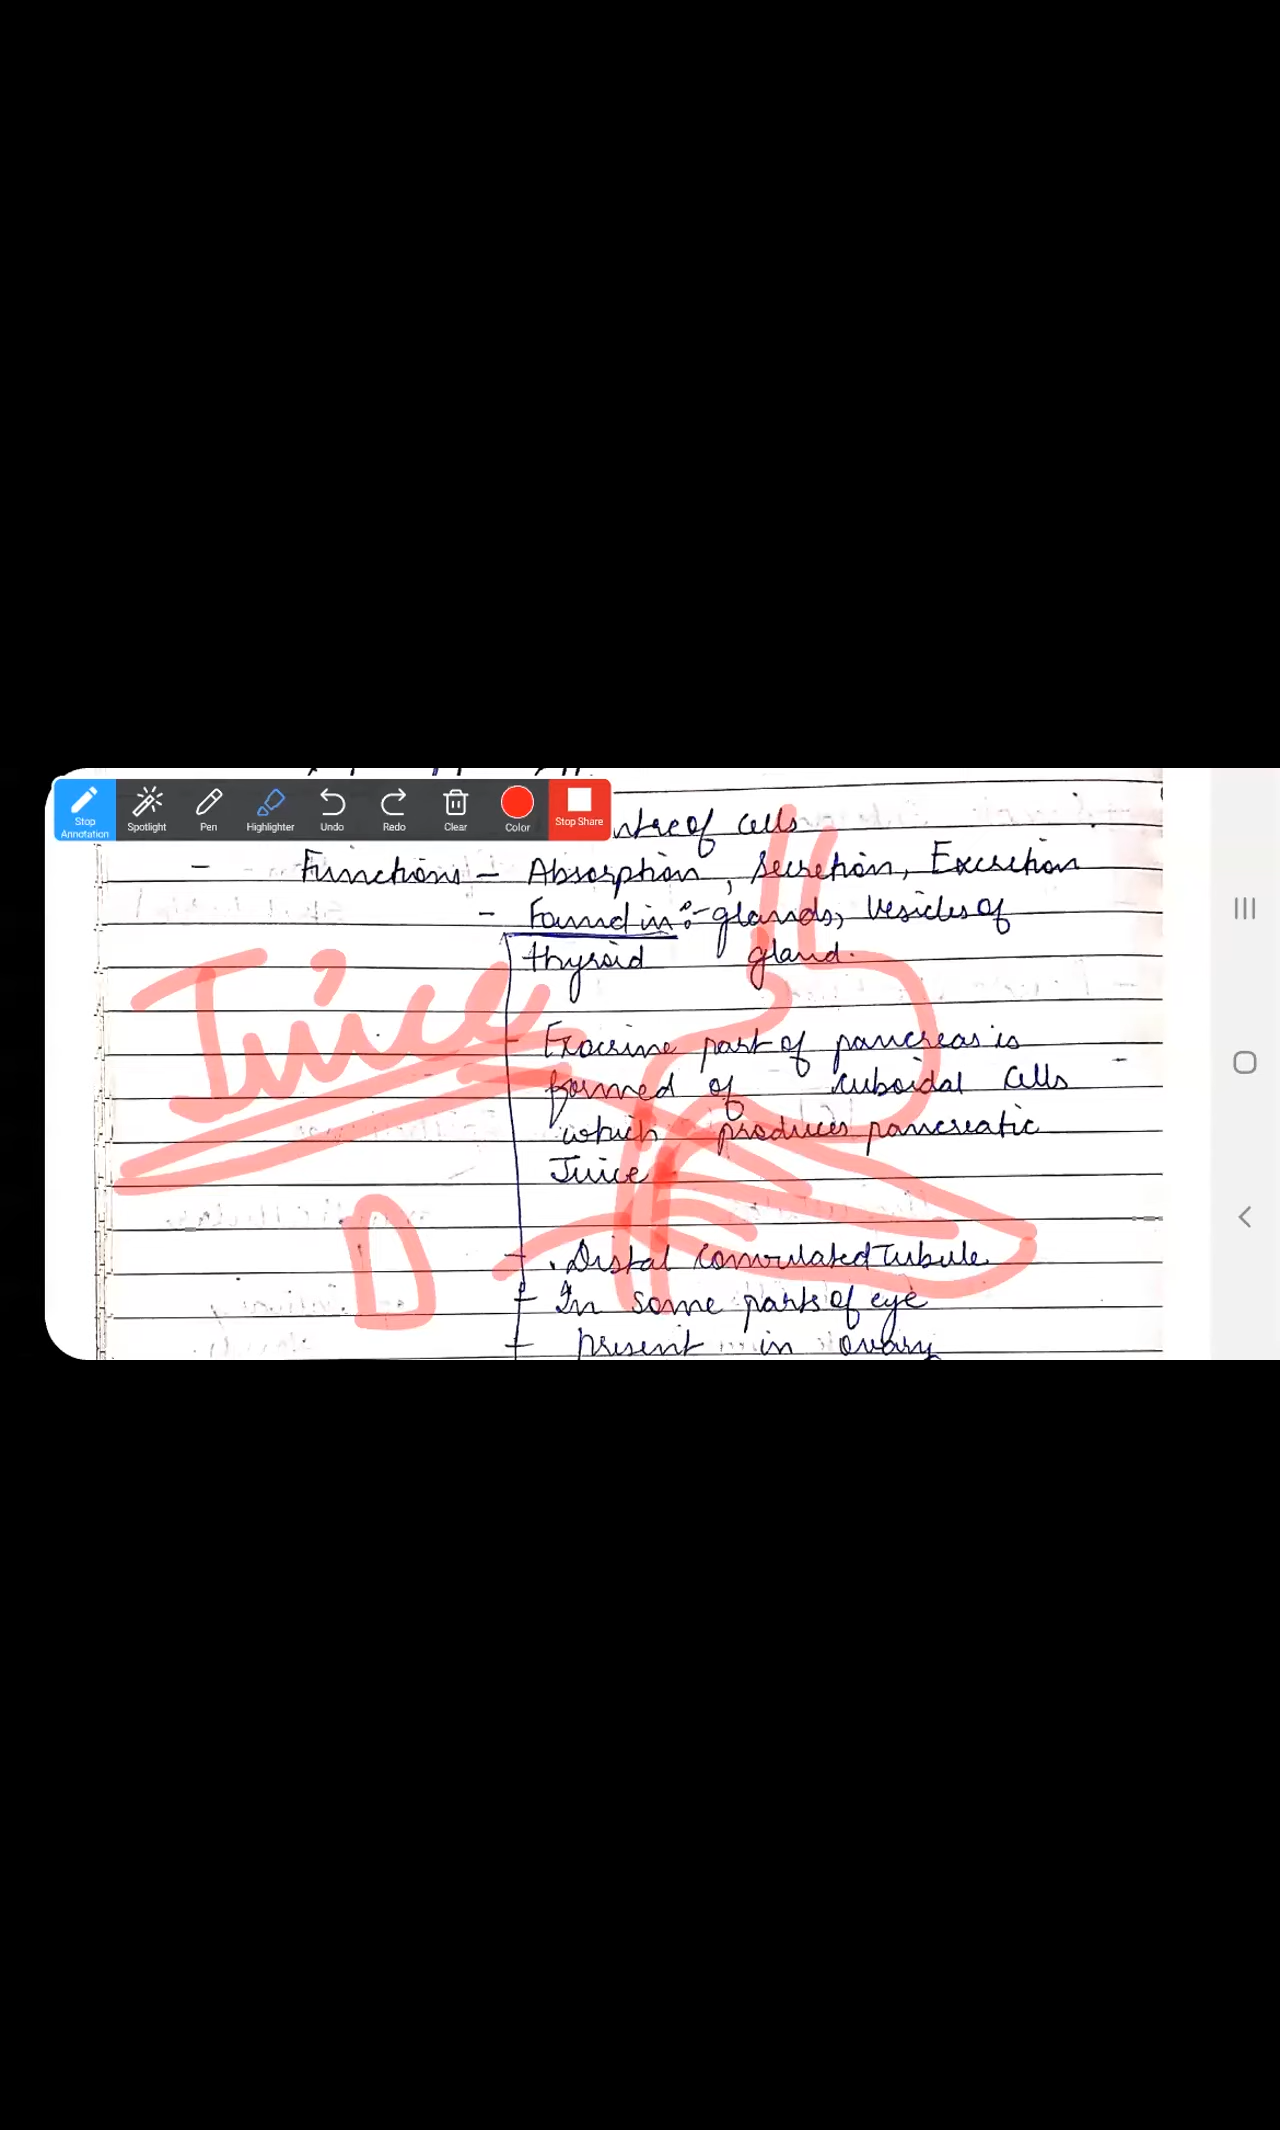 Stop Annotation
Spotlight
Pen
Highlighter
Undo
Redo
Clear
Color
Stop Share
of cells
- Functions - Absorption, Secretion, Excretion
- Found in :- glands, Vesicles of
thyroid gland.
Juice
- Exocrine part of pancreas is
formed of cuboidal cells
which produces pancreatic
Juice
D
- . Distal Convulated Tubule.
- In some parts of eye
- present in ovary